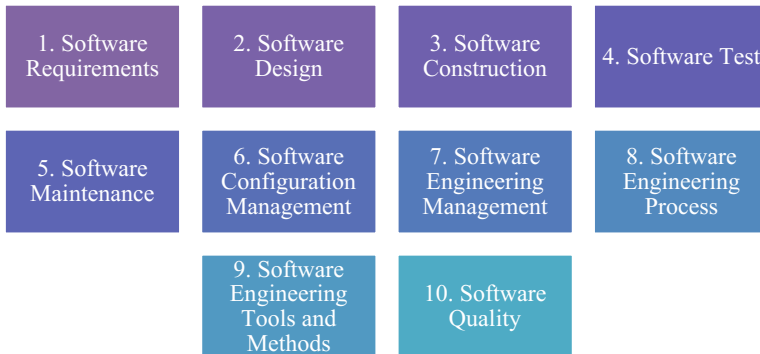 1. Software
Requirements
2. Software
Design
3. Software
Construction
4. Software Test
5. Software
Maintenance
6. Software
Configuration
Management
7. Software
Engineering
Management
8. Software
Engineering
Process
9. Software
Engineering
Tools and
Methods
10. Software
Quality